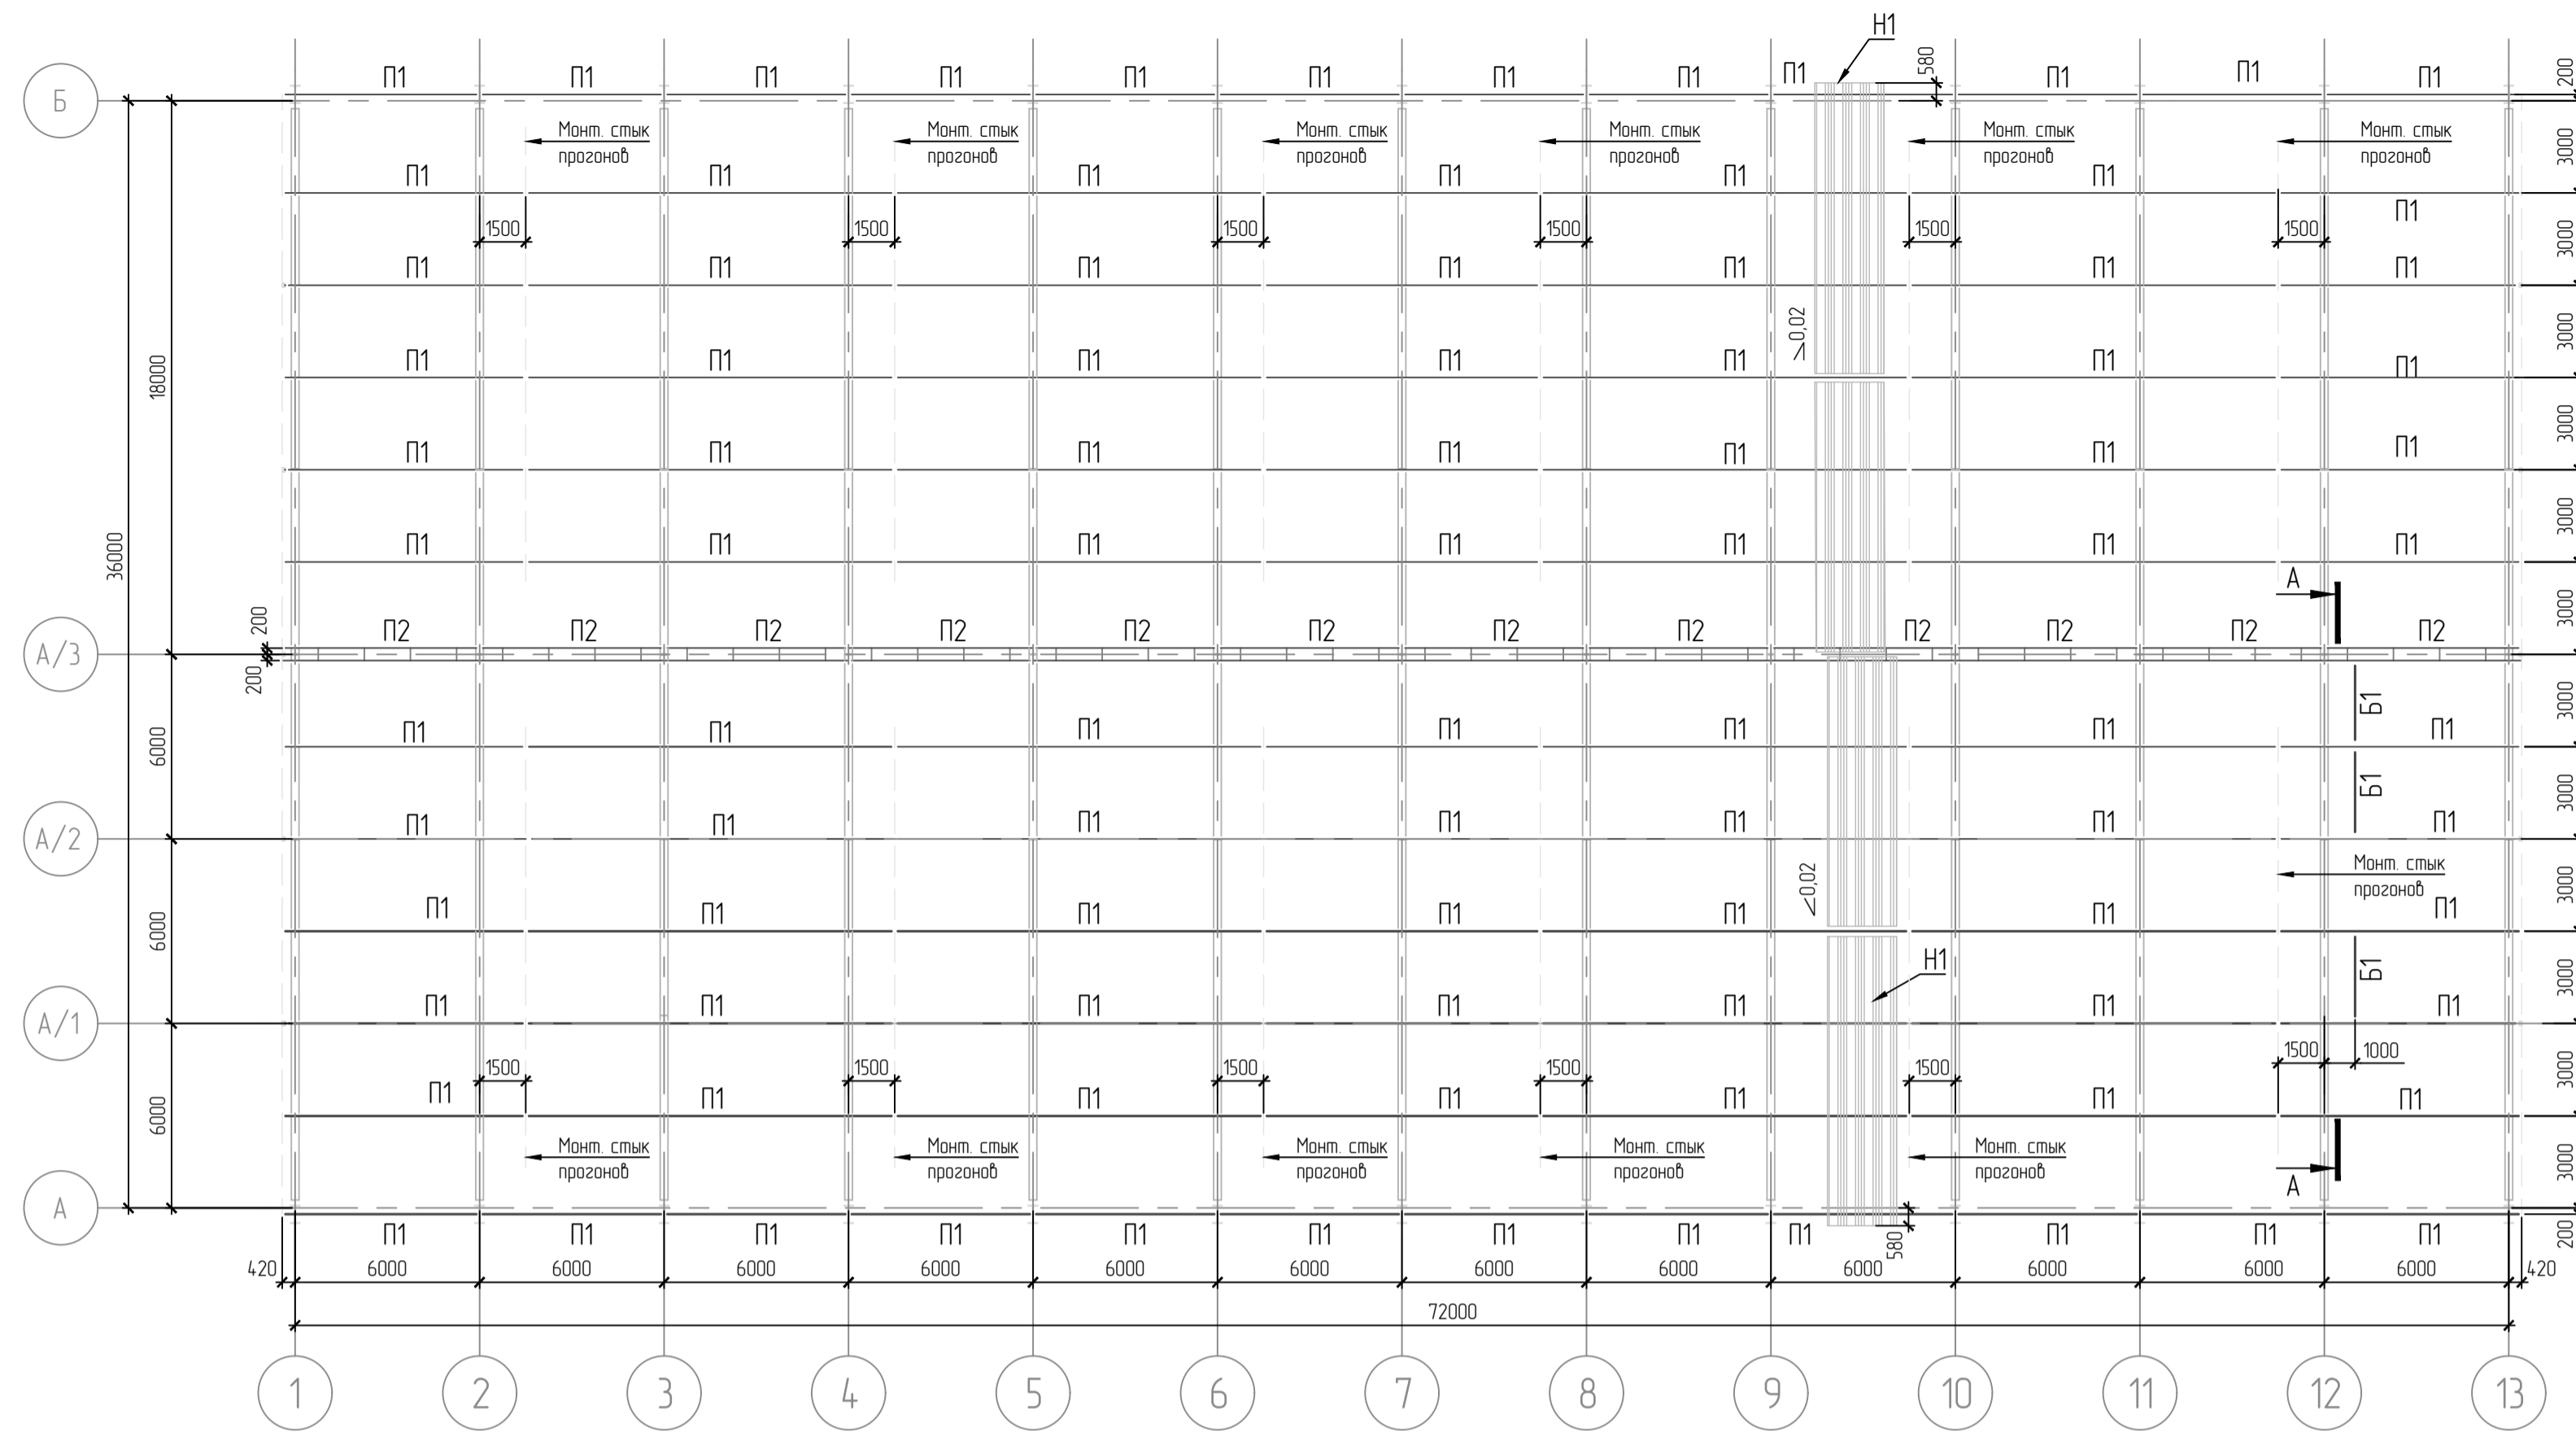 Н1
580
П1 П1 П1 П1 П1 П1 П1 П1 П1 П1 П1 П1
200
Б
Монт. стык Монт. стык Монт. стык Монт. стык Монт. стык Монт. стык
прогонов прогонов прогонов прогонов прогонов прогонов
3000
П1 П1 П1 П1 П1 П1
П1
1500 1500 1500 1500 1500 1500
3000
П1 П1 П1 П1 П1 П1 П1
≥0,02
3000
18000
П1 П1 П1 П1 П1 П1 П1
3000
П1 П1 П1 П1 П1 П1 П1
3000
36000
П1 П1 П1 П1 П1 П1 П1
А
3000
200
П2 П2 П2 П2 П2 П2 П2 П2 П2 П2 П2 П2
А/3
200
Б1
3000
6000
П1 П1 П1 П1 П1 П1 П1
Б1
3000
П1 П1 П1 П1 П1 П1 П1
А/2
Монт. стык
прогонов
3000
∠0,02
6000
П1 П1 П1 П1 П1 П1 П1
Н1
Б1
3000
П1 П1 П1 П1 П1 П1 П1
А/1
1500 1500 1500 1500 1500 1500 1000
3000
6000
П1 П1 П1 П1 П1 П1 П1
Монт. стык Монт. стык Монт. стык Монт. стык Монт. стык
прогонов прогонов прогонов прогонов прогонов
3000
А
А
П1 П1 П1 П1 П1 П1 П1 П1 П1 П1 П1 П1
580
200
420 6000 6000 6000 6000 6000 6000 6000 6000 6000 6000 6000 6000 420
72000
1 2 3 4 5 6 7 8 9 10 11 12 13